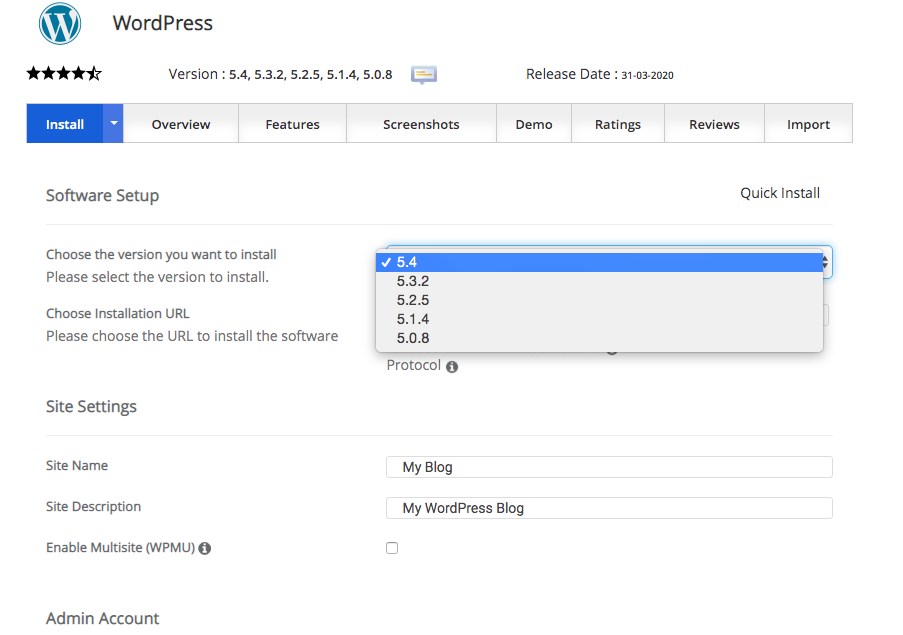 WordPress
Version : 5.4, 5.3.2, 5.2.5, 5.1.4, 5.0.8 Release Date : 31-03-2020
Install Overview Features Screenshots Demo Ratings Reviews Import
Software Setup Quick Install
Choose the version you want to install
Please select the version to install.
5.4
5.3.2
5.2.5
5.1.4
5.0.8
Choose Installation URL
Please choose the URL to install the software
Protocol
Site Settings
Site Name My Blog
Site Description My WordPress Blog
Enable Multisite (WPMU)
Admin Account